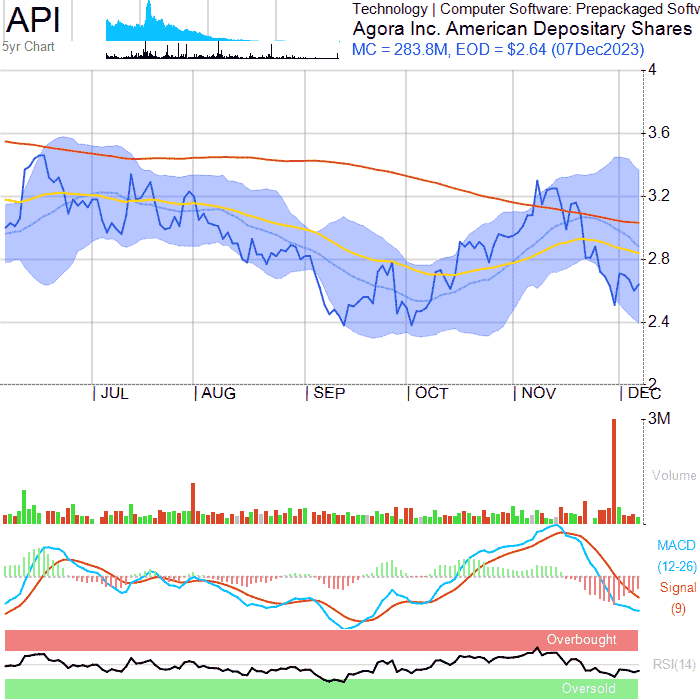 API
5yr Chart
Technology | Computer Software: Prepackaged Softw
Agora Inc. American Depositary Shares
MC = 283.8M, EOD = $2.64 (07Dec2023)
4
3.6
3.2
2.8
2.4
2
JUL AUG SEP OCT NOV DEC
3M
Volume
MACD
(12-26)
Signal
(9)
Overbought
RSI(14)
Oversold